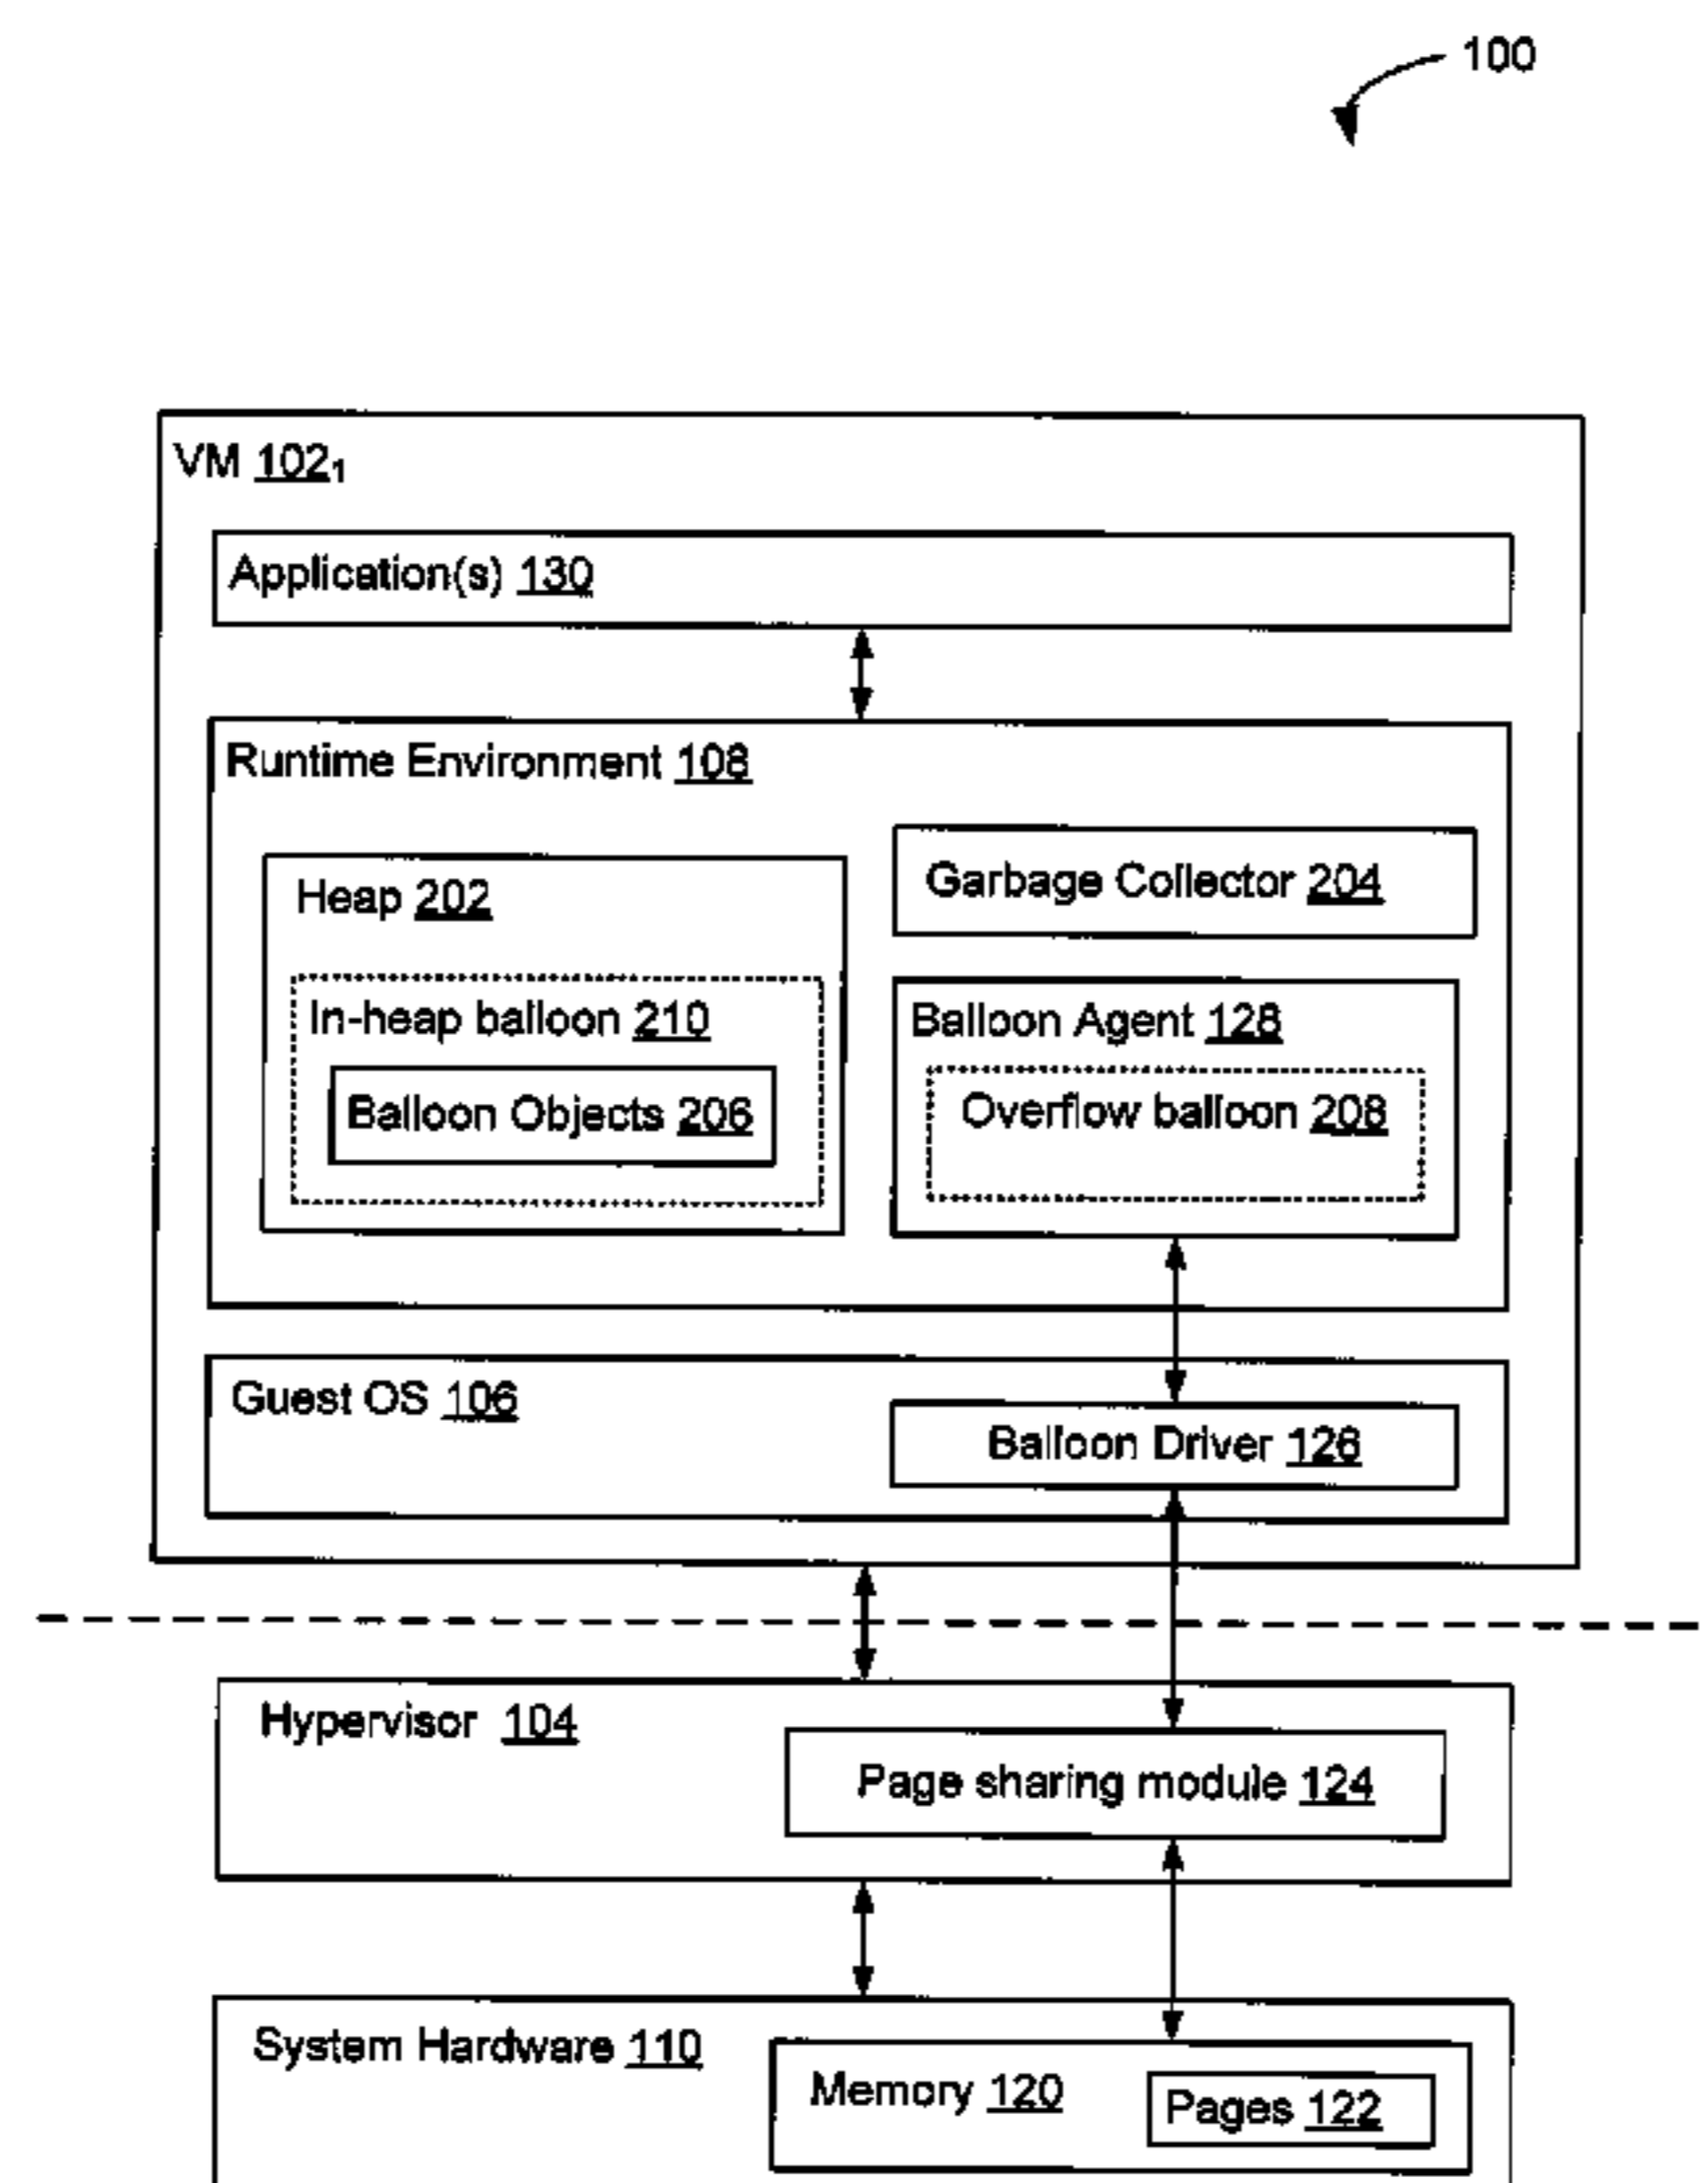 100
VM 102₁
Application(s) 130
Runtime Environment 108
Garbage Collector 204
Heap 202
In-heap balloon 210
Balloon Agent 128
Balloon Objects 206
Overflow balloon 208
Guest OS 106
Balloon Driver 126
Hypervisor 104
Page sharing module 124
System Hardware 110
Memory 120
Pages 122